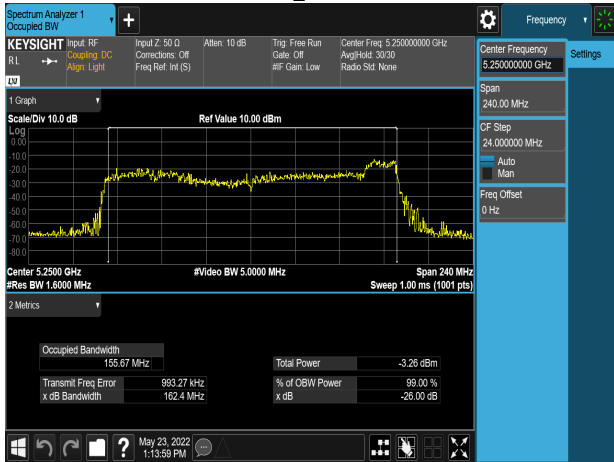 Spectrum Analyzer 1
Occupied BW
Frequency
KEYSIGHT
R L
LXI
Input: RF
Coupling: DC
Align: Light
Input Z: 50 Ω
Corrections: Off
Freq Ref: Int (S)
Atten: 10 dB
Trig: Free Run
Gate: Off
#IF Gain: Low
Center Freq: 5.250000000 GHz
Avg|Hold: 30/30
Radio Std: None
Center Frequency
5.250000000 GHz
Settings
Span
240.00 MHz
CF Step
24.000000 MHz
Auto
Man
Freq Offset
0 Hz
1 Graph
Scale/Div 10.0 dB
Ref Value 10.00 dBm
Log
0.00
-10.0
-20.0
-30.0
-40.0
-50.0
-60.0
-70.0
-80.0
Center 5.2500 GHz
#Video BW 5.0000 MHz
Span 240 MHz
#Res BW 1.6000 MHz
Sweep 1.00 ms (1001 pts)
2 Metrics
Occupied Bandwidth
155.67 MHz
Total Power -3.26 dBm
Transmit Freq Error 993.27 kHz
% of OBW Power 99.00 %
x dB Bandwidth 162.4 MHz
x dB -26.00 dB
?
May 23, 2022
1:13:59 PM